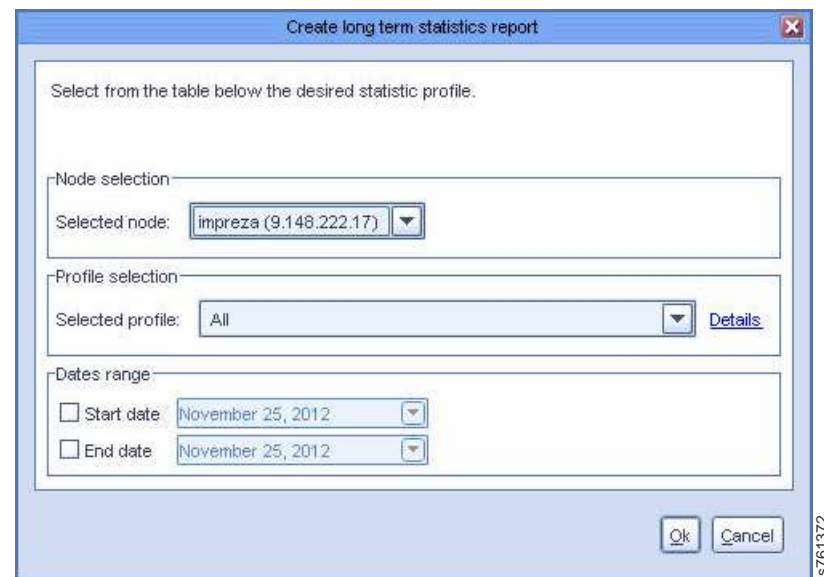 Create long term statistics report
Select from the table below the desired statistic profile.
Node selection
Selected node: impreza (9.148.222.17)
Profile selection
Selected profile: All Details
Dates range
Start date November 25, 2012
End date November 25, 2012
Ok Cancel
s761372